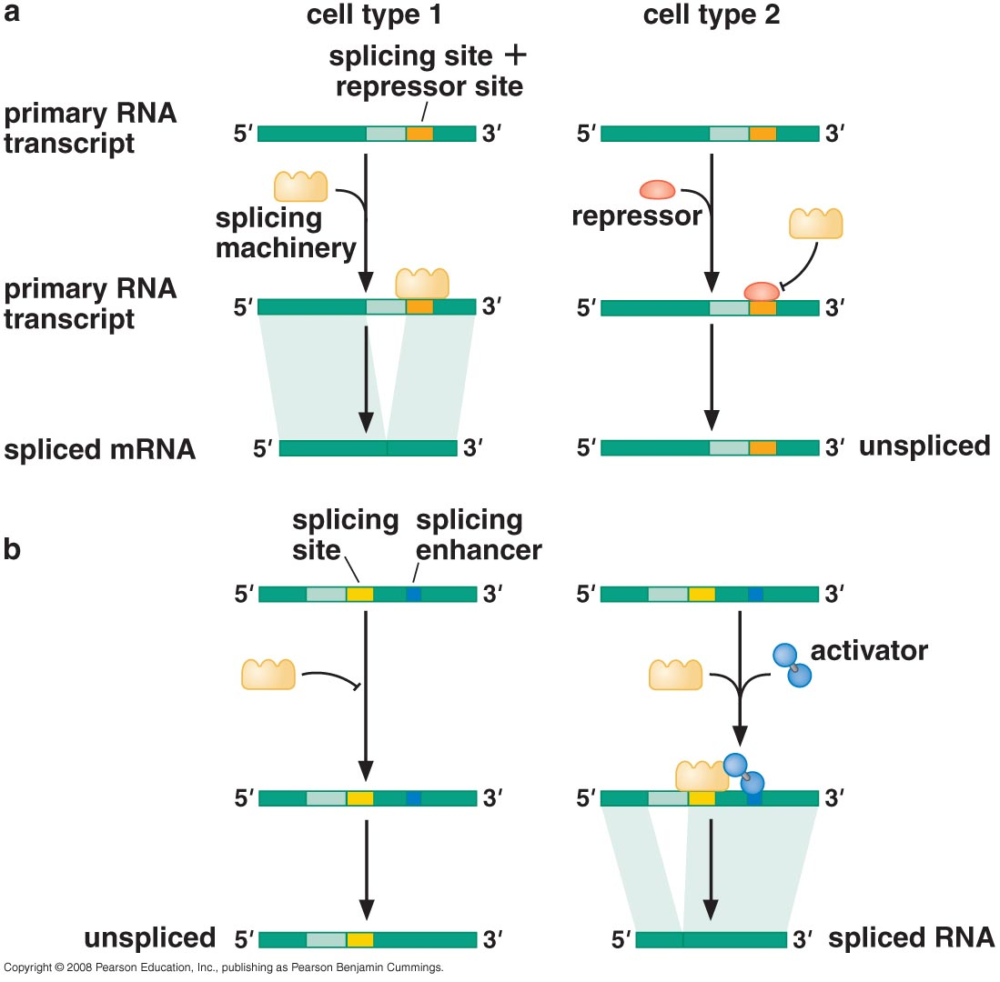 a
cell type 1
cell type 2
splicing site +
repressor site
primary RNA
transcript
5′ 3′
5′ 3′
splicing
machinery
repressor
primary RNA
transcript
5′ 3′
5′ 3′
spliced mRNA
5′ 3′
5′ 3′ unspliced
b
splicing
site
splicing
enhancer
5′ 3′
5′ 3′
activator
5′ 3′
5′ 3′
unspliced 5′ 3′
5′ 3′ spliced RNA
Copyright © 2008 Pearson Education, Inc., publishing as Pearson Benjamin Cummings.